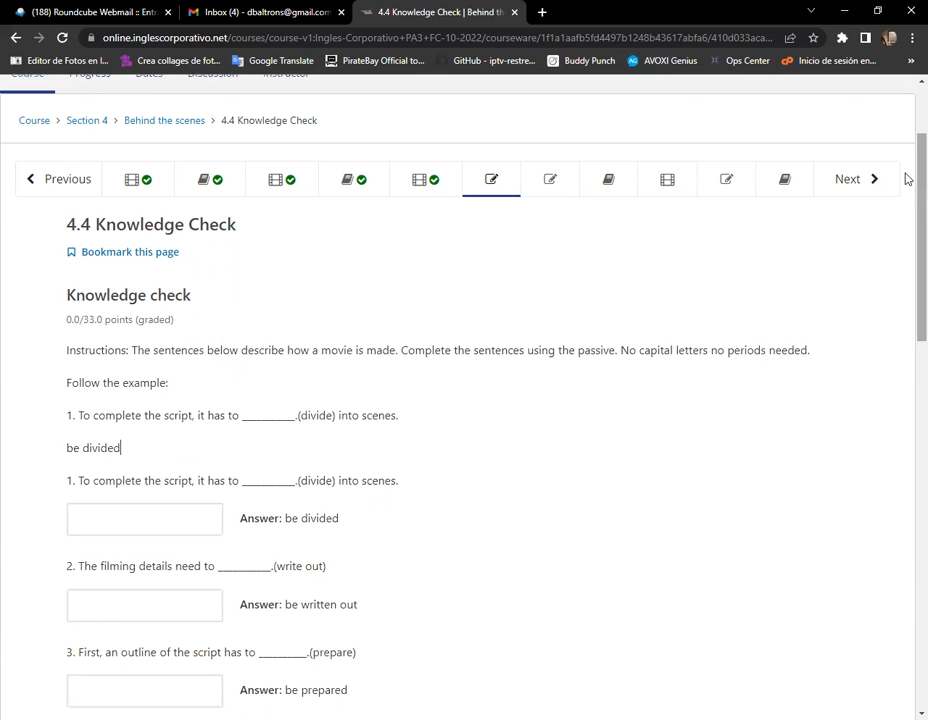 (188) Roundcube Webmail :: Entr
Inbox (4) - dbaltrons@gmail.com
4.4 Knowledge Check | Behind th
online.inglescorporativo.net/courses/course-v1:Ingles-Corporativo+PA3+FC-10-2022/courseware/1f1a1aafb5fd4497b1248b43617abfa6/410d033aca...
Editor de Fotos en l...
Crea collages de fot...
Google Translate
PirateBay Official to...
GitHub - iptv-restre...
Buddy Punch
AVOXI Genius
Ops Center
Inicio de sesión en...
»
Course
Progress
Dates
Discussion
Instructor
Course > Section 4 > Behind the scenes > 4.4 Knowledge Check
Previous
Next
4.4 Knowledge Check
Bookmark this page
Knowledge check
0.0/33.0 points (graded)
Instructions: The sentences below describe how a movie is made. Complete the sentences using the passive. No capital letters no periods needed.
Follow the example:
1. To complete the script, it has to __________.(divide) into scenes.
be divided
1. To complete the script, it has to __________.(divide) into scenes.
Answer: be divided
2. The filming details need to __________.(write out)
Answer: be written out
3. First, an outline of the script has to _________.(prepare)
Answer: be prepared